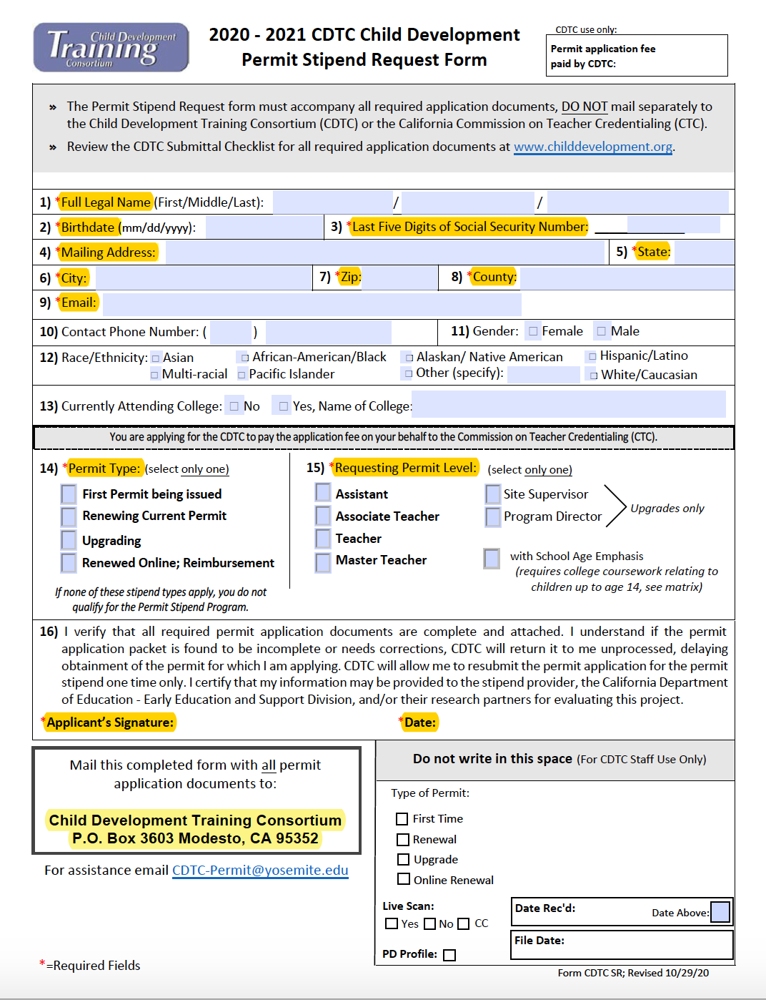 Child Development
Training
Consortium
2020 - 2021 CDTC Child Development
Permit Stipend Request Form
CDTC use only:
Permit application fee
paid by CDTC:
» The Permit Stipend Request form must accompany all required application documents, DO NOT mail separately to
the Child Development Training Consortium (CDTC) or the California Commission on Teacher Credentialing (CTC).
» Review the CDTC Submittal Checklist for all required application documents at www.childdevelopment.org.
1) *Full Legal Name (First/Middle/Last): / /
2) *Birthdate (mm/dd/yyyy): 3) *Last Five Digits of Social Security Number: ____________
4) *Mailing Address: 5) *State:
6) *City: 7) *Zip: 8) *County:
9) *Email:
10) Contact Phone Number: ( ) 11) Gender: □ Female □ Male
12) Race/Ethnicity: □ Asian □ African-American/Black □ Alaskan/ Native American □ Hispanic/Latino
□ Multi-racial □ Pacific Islander □ Other (specify): □ White/Caucasian
13) Currently Attending College: □ No □ Yes, Name of College:
You are applying for the CDTC to pay the application fee on your behalf to the Commission on Teacher Credentialing (CTC).
14) *Permit Type: (select only one)
First Permit being issued
Renewing Current Permit
Upgrading
Renewed Online; Reimbursement
If none of these stipend types apply, you do not
qualify for the Permit Stipend Program.
15) *Requesting Permit Level: (select only one)
Assistant
Associate Teacher
Teacher
Master Teacher
Site Supervisor
Program Director
Upgrades only
with School Age Emphasis
(requires college coursework relating to
children up to age 14, see matrix)
16) I verify that all required permit application documents are complete and attached. I understand if the permit
application packet is found to be incomplete or needs corrections, CDTC will return it to me unprocessed, delaying
obtainment of the permit for which I am applying. CDTC will allow me to resubmit the permit application for the permit
stipend one time only. I certify that my information may be provided to the stipend provider, the California Department
of Education - Early Education and Support Division, and/or their research partners for evaluating this project.
*Applicant's Signature: *Date:
Mail this completed form with all permit
application documents to:
Child Development Training Consortium
P.O. Box 3603 Modesto, CA 95352
For assistance email CDTC-Permit@yosemite.edu
*=Required Fields
Do not write in this space (For CDTC Staff Use Only)
Type of Permit:
First Time
Renewal
Upgrade
Online Renewal
Live Scan:
Yes No CC
PD Profile:
Date Rec'd: Date Above:
File Date:
Form CDTC SR; Revised 10/29/20